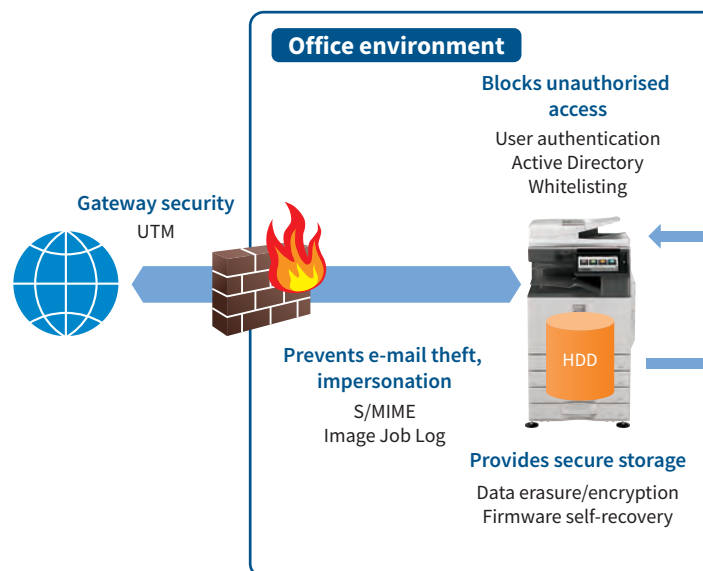 Office environment
Blocks unauthorised
access
User authentication
Active Directory
Whitelisting
Gateway security
UTM
Prevents e-mail theft,
impersonation
S/MIME
Image Job Log
HDD
Provides secure storage
Data erasure/encryption
Firmware self-recovery